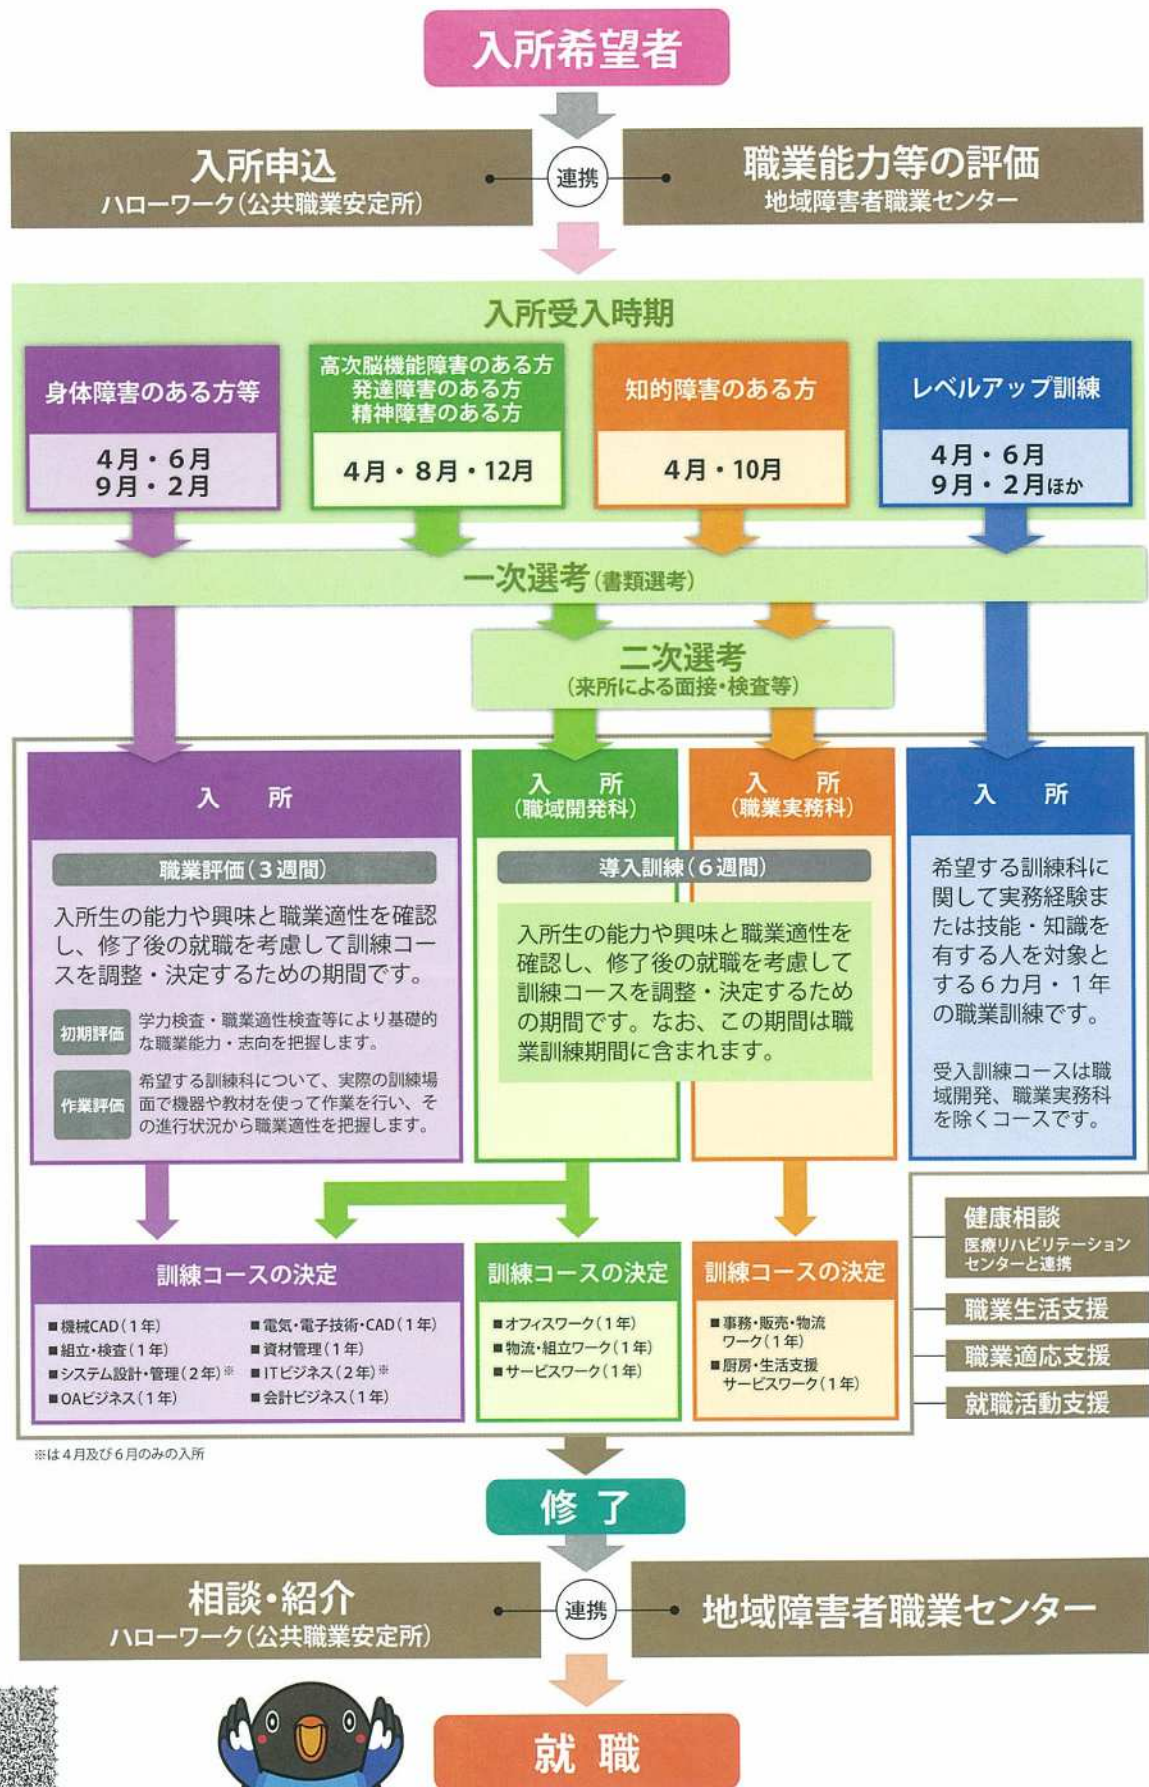 入所希望者
入所申込
ハローワーク(公共職業安定所)
連携
職業能力等の評価
地域障害者職業センター
入所受入時期
身体障害のある方等
4月・6月
9月・2月
高次脳機能障害のある方
発達障害のある方
精神障害のある方
4月・8月・12月
知的障害のある方
4月・10月
レベルアップ訓練
4月・6月
9月・2月ほか
一次選考(書類選考)
二次選考
(来所による面接・検査等)
入 所
職業評価(3週間)
入所生の能力や興味と職業適性を確認
し、修了後の就職を考慮して訓練コー
スを調整・決定するための期間です。
初期評価
学力検査・職業適性検査等により基礎的
な職業能力・志向を把握します。
作業評価
希望する訓練科について、実際の訓練場
面で機器や教材を使って作業を行い、そ
の進行状況から職業適性を把握します。
入 所
(職域開発科)
入 所
(職業実務科)
導入訓練(6週間)
入所生の能力や興味と職業適性を
確認し、修了後の就職を考慮して
訓練コースを調整・決定するため
の期間です。なお、この期間は職
業訓練期間に含まれます。
入 所
希望する訓練科に
関して実務経験ま
たは技能・知識を
有する人を対象と
する6カ月・1年
の職業訓練です。
受入訓練コースは職
域開発、職業実務科
を除くコースです。
訓練コースの決定
■機械CAD(1年)
■組立・検査(1年)
■システム設計・管理(2年)※
■OAビジネス(1年)
■電気・電子技術・CAD(1年)
■資材管理(1年)
■ITビジネス(2年)※
■会計ビジネス(1年)
訓練コースの決定
■オフィスワーク(1年)
■物流・組立ワーク(1年)
■サービスワーク(1年)
訓練コースの決定
■事務・販売・物流
ワーク(1年)
■厨房・生活支援
サービスワーク(1年)
健康相談
医療リハビリテーション
センターと連携
職業生活支援
職業適応支援
就職活動支援
※は4月及び6月のみの入所
修了
相談・紹介
ハローワーク(公共職業安定所)
連携
地域障害者職業センター
就職